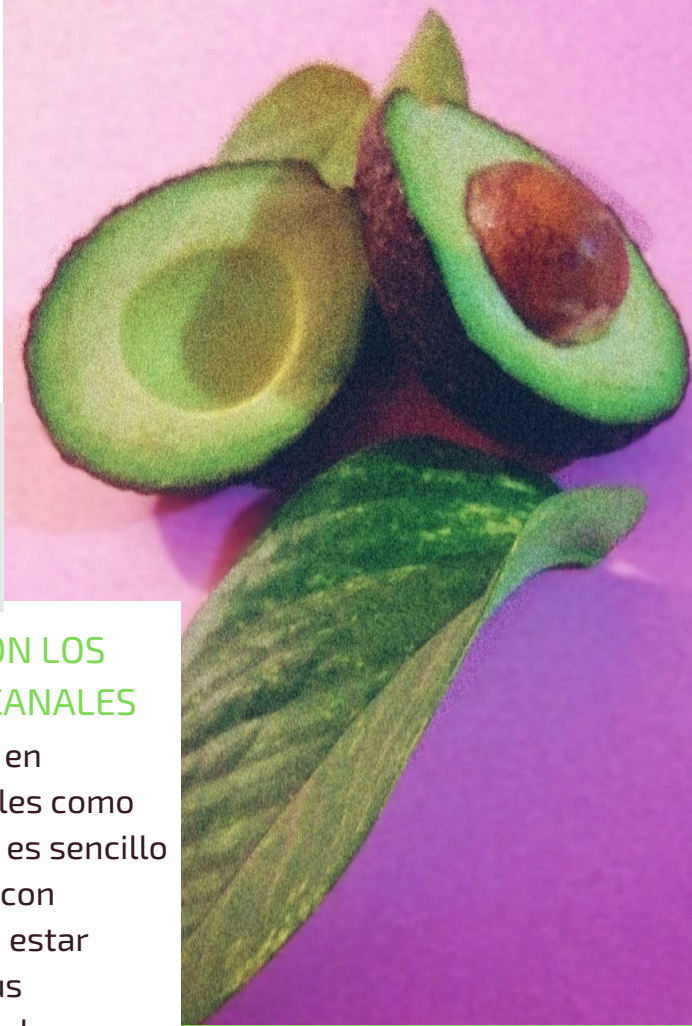 ON LOS
CANALES
en
les como
es sencillo
con
estar
us